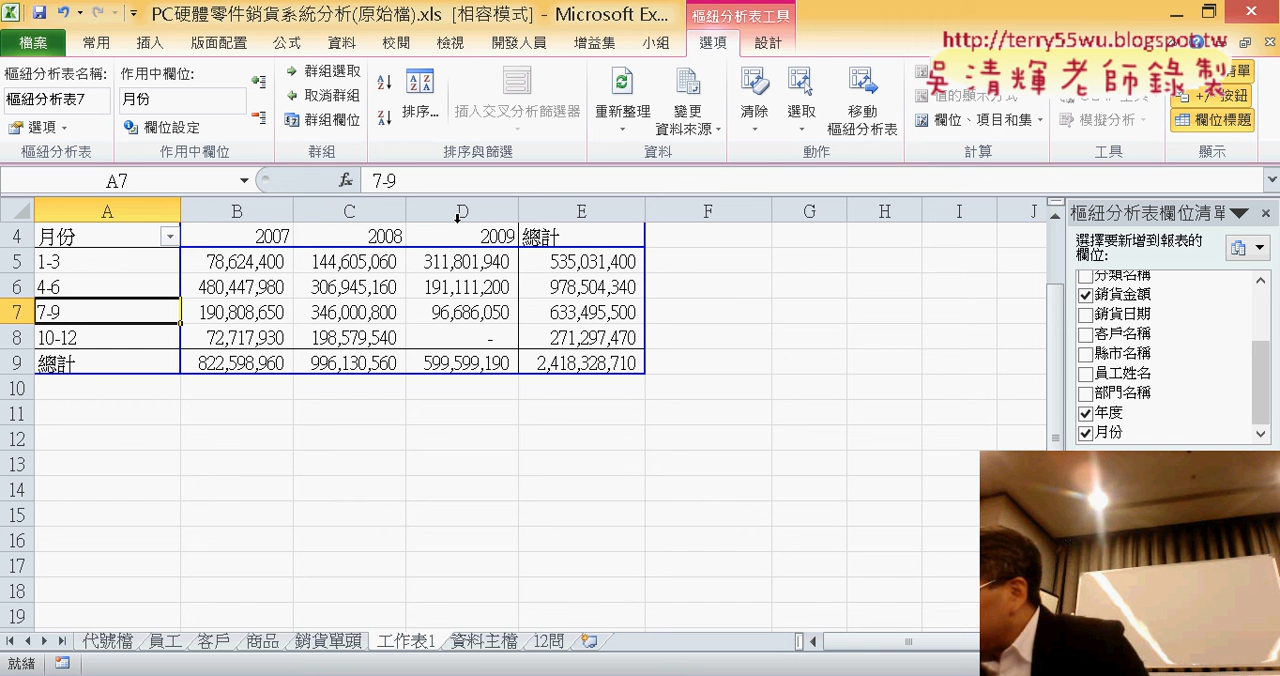 PC硬體零件銷貨系統分析(原始檔).xls [相容模式] - Microsoft Ex...
樞紐分析表工具
檔案 常用 插入 版面配置 公式 資料 校閱 檢視 開發人員 增益集 小組 選項 設計
http://terry55wu.blogspot.tw
吳清輝老師錄製
樞紐分析表名稱: 作用中欄位:
樞紐分析表7 月份
選項 欄位設定
群組選取
取消群組
群組欄位
排序... 插入交叉分析篩選器
重新整理 變更
資料來源
清除 選取 移動
樞紐分析表
值的顯示方式
欄位、項目和集
模擬分析
清單
+/- 按鈕
欄位標題
樞紐分析表 作用中欄位 群組 排序與篩選 資料 動作 計算 工具 顯示
A7 fx 7-9
A B C D E F G H I J
4 月份 2007 2008 2009 總計
5 1-3 78,624,400 144,605,060 311,801,940 535,031,400
6 4-6 480,447,980 306,945,160 191,111,200 978,504,340
7 7-9 190,808,650 346,000,800 96,686,050 633,495,500
8 10-12 72,717,930 198,579,540 - 271,297,470
9 總計 822,598,960 996,130,560 599,599,190 2,418,328,710
10
11
12
13
14
15
16
17
18
19
樞紐分析表欄位清單
選擇要新增到報表的
欄位:
分類名稱
銷貨金額
銷貨日期
客戶名稱
縣市名稱
員工姓名
部門名稱
年度
月份
代號檔 員工 客戶 商品 銷貨單頭 工作表1 資料主檔 12問
就緒